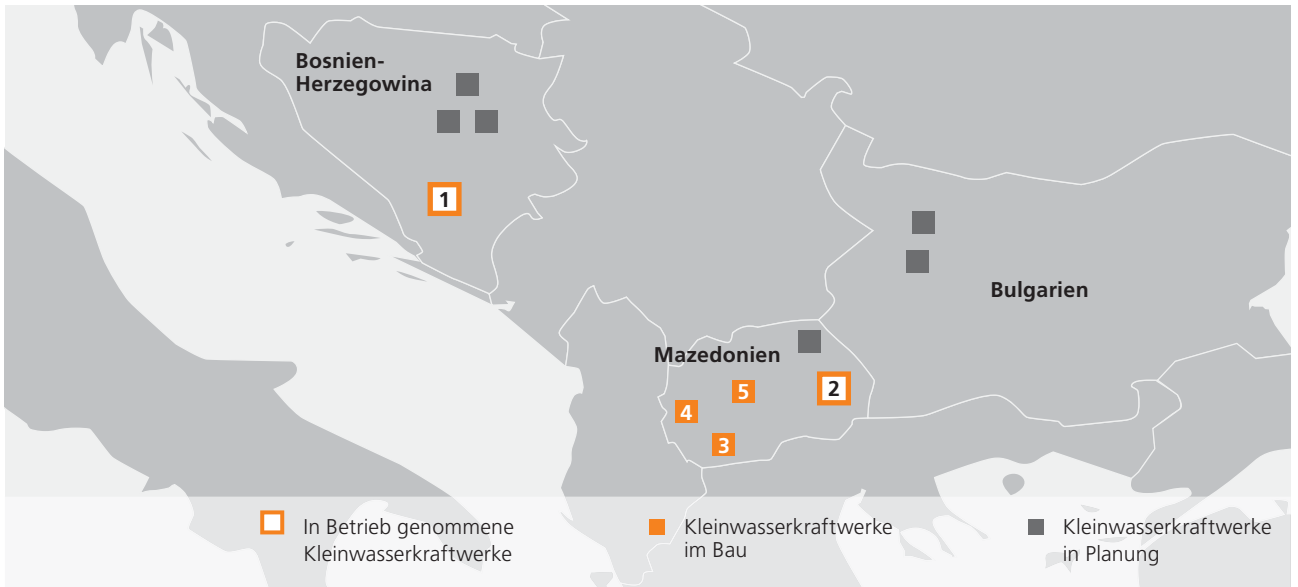 Bosnien-
Herzegowina
1
Bulgarien
Mazedonien
2
5
4
3
In Betrieb genommene
Kleinwasserkraftwerke
Kleinwasserkraftwerke
im Bau
Kleinwasserkraftwerke
in Planung